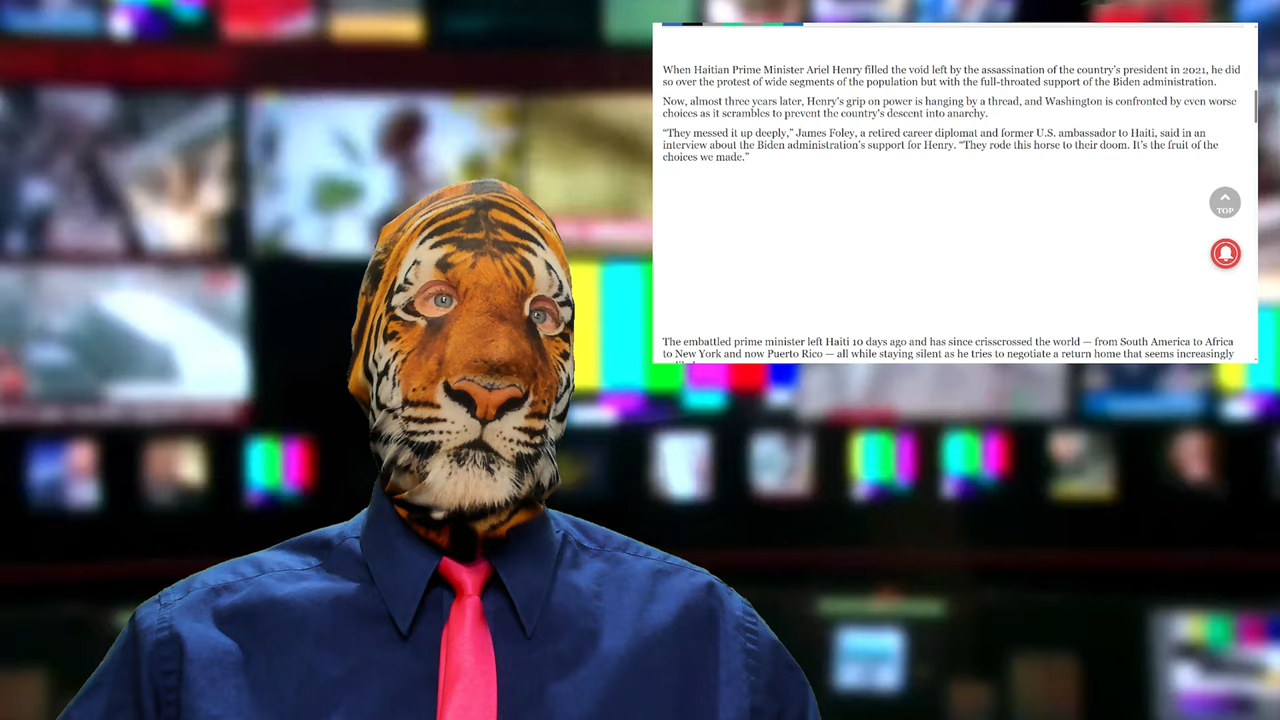 When Haitian Prime Minister Ariel Henry filled the void left by the assassination of the country's president in 2021, he did
so over the protest of wide segments of the population but with the full-throated support of the Biden administration.
Now, almost three years later, Henry's grip on power is hanging by a thread, and Washington is confronted by even worse
choices as it scrambles to prevent the country's descent into anarchy.
“They messed it up deeply,” James Foley, a retired career diplomat and former U.S. ambassador to Haiti, said in an
interview about the Biden administration's support for Henry. “They rode this horse to their doom. It's the fruit of the
choices we made.”
TOP
The embattled prime minister left Haiti 10 days ago and has since crisscrossed the world — from South America to Africa
to New York and now Puerto Rico — all while staying silent as he tries to negotiate a return home that seems increasingly